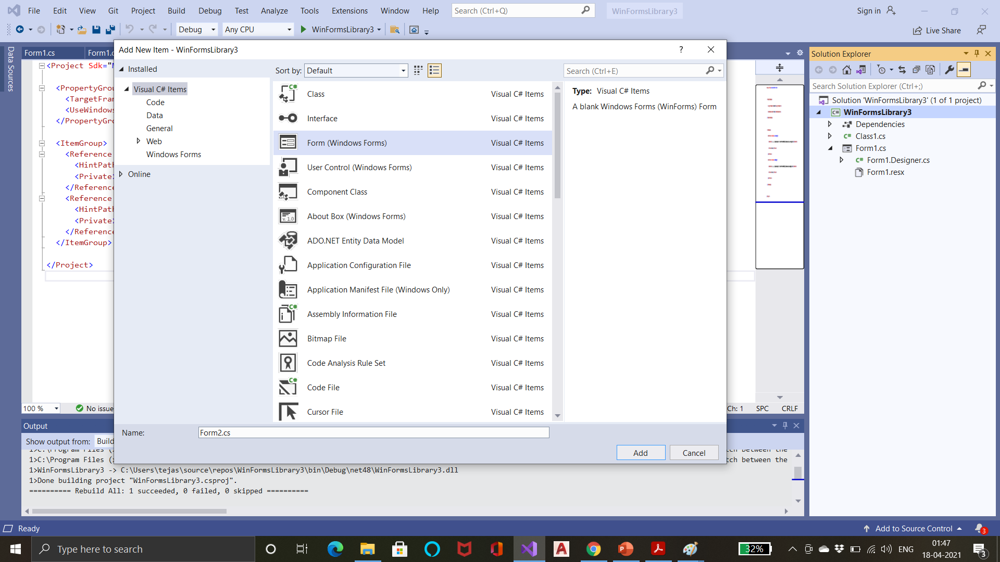 File Edit View Git Project Build Debug Test Analyze Tools Extensions Window Help Search (Ctrl+Q) WinFormsLibrary3 Sign in
Debug Any CPU WinFormsLibrary3 Live Share
Data Sources
Form1.cs Form1.
Add New Item - WinFormsLibrary3 ?
Installed
Visual C# Items
Code
Data
General
Web
Windows Forms
Online
Sort by: Default
Search (Ctrl+E)
Class Visual C# Items
Interface Visual C# Items
Form (Windows Forms) Visual C# Items
User Control (Windows Forms) Visual C# Items
Component Class Visual C# Items
About Box (Windows Forms) Visual C# Items
ADO.NET Entity Data Model Visual C# Items
Application Configuration File Visual C# Items
Application Manifest File (Windows Only) Visual C# Items
Assembly Information File Visual C# Items
Bitmap File Visual C# Items
Code Analysis Rule Set Visual C# Items
Code File Visual C# Items
Cursor File Visual C# Items
Type: Visual C# Items
A blank Windows Forms (WinForms) Form
Name: Form2.cs
Add Cancel
<Project Sdk="
<PropertyGrou
<TargetFram
<UseWindows
</PropertyGro
<ItemGroup>
<Reference
<HintPath
<Private>
</Reference
<Reference
<HintPath
<Private>
</Reference
</ItemGroup>
</Project>
100 % No issue
Ch: 1 SPC CRLF
Solution Explorer
Search Solution Explorer (Ctrl+;)
Solution 'WinFormsLibrary3' (1 of 1 project)
WinFormsLibrary3
Dependencies
Class1.cs
Form1.cs
Form1.Designer.cs
Form1.resx
Output
Show output from: Build
1>C:\Program Files ( tch between the
1>C:\Program Files ( tch between the
1>WinFormsLibrary3 -> C:\Users\tejas\source\repos\WinFormsLibrary3\bin\Debug\net48\WinFormsLibrary3.dll
1>Done building project "WinFormsLibrary3.csproj".
========== Rebuild All: 1 succeeded, 0 failed, 0 skipped ==========
Ready Add to Source Control 3
Type here to search 32% ENG 01:47
18-04-2021 3